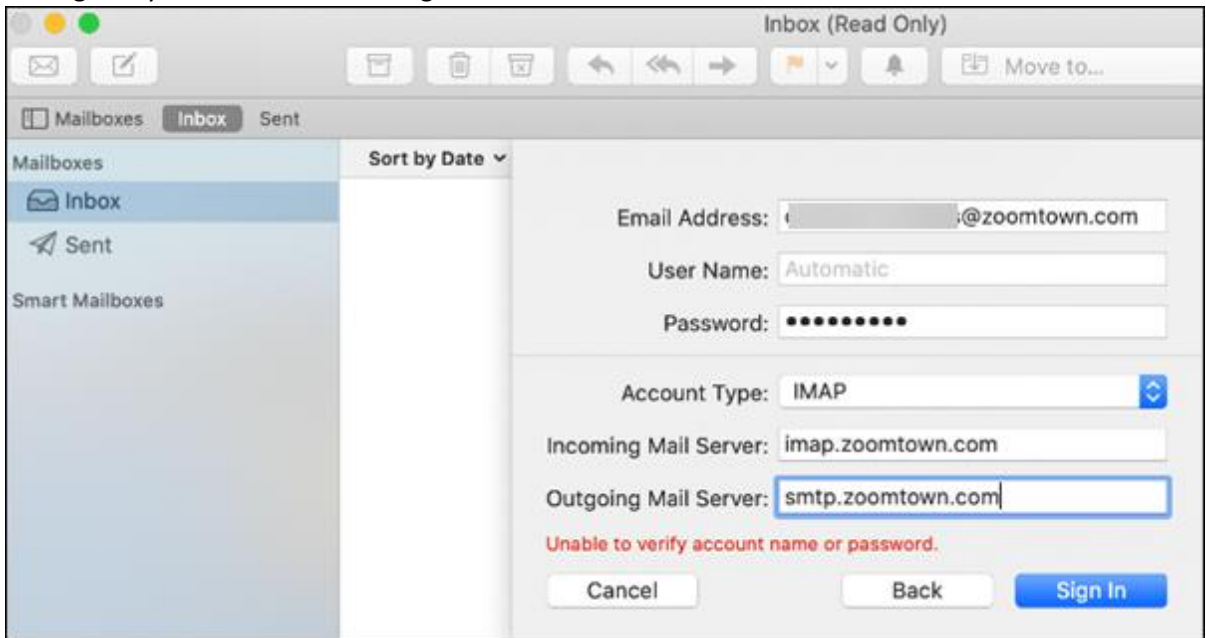 Inbox (Read Only)
Move to...
Mailboxes Inbox Sent
Mailboxes
Sort by Date
Inbox
Sent
Smart Mailboxes
Email Address: @zoomtown.com
User Name: Automatic
Password: •••••••••
Account Type: IMAP
Incoming Mail Server: imap.zoomtown.com
Outgoing Mail Server: smtp.zoomtown.com
Unable to verify account name or password.
Cancel Back Sign In